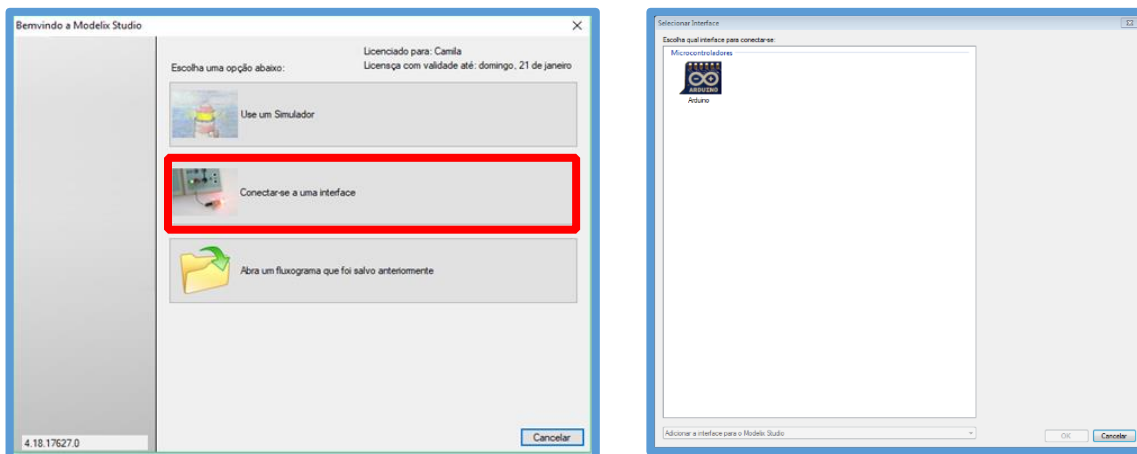 Bemvindo a Modelix Studio
Licenciado para: Camila
Escolha uma opção abaixo:
Licensça com validade até: domingo, 21 de janeiro
Use um Simulador
Conectar-se a uma interface
Abra um fluxograma que foi salvo anteriormente
4.18.17627.0
Cancelar
Selecionar Interface
Escolha qual interface para conectar-se:
Microcontroladores
ARDUINO
Arduino
Adicionar a interface para o Modelix Studio
OK
Cancelar